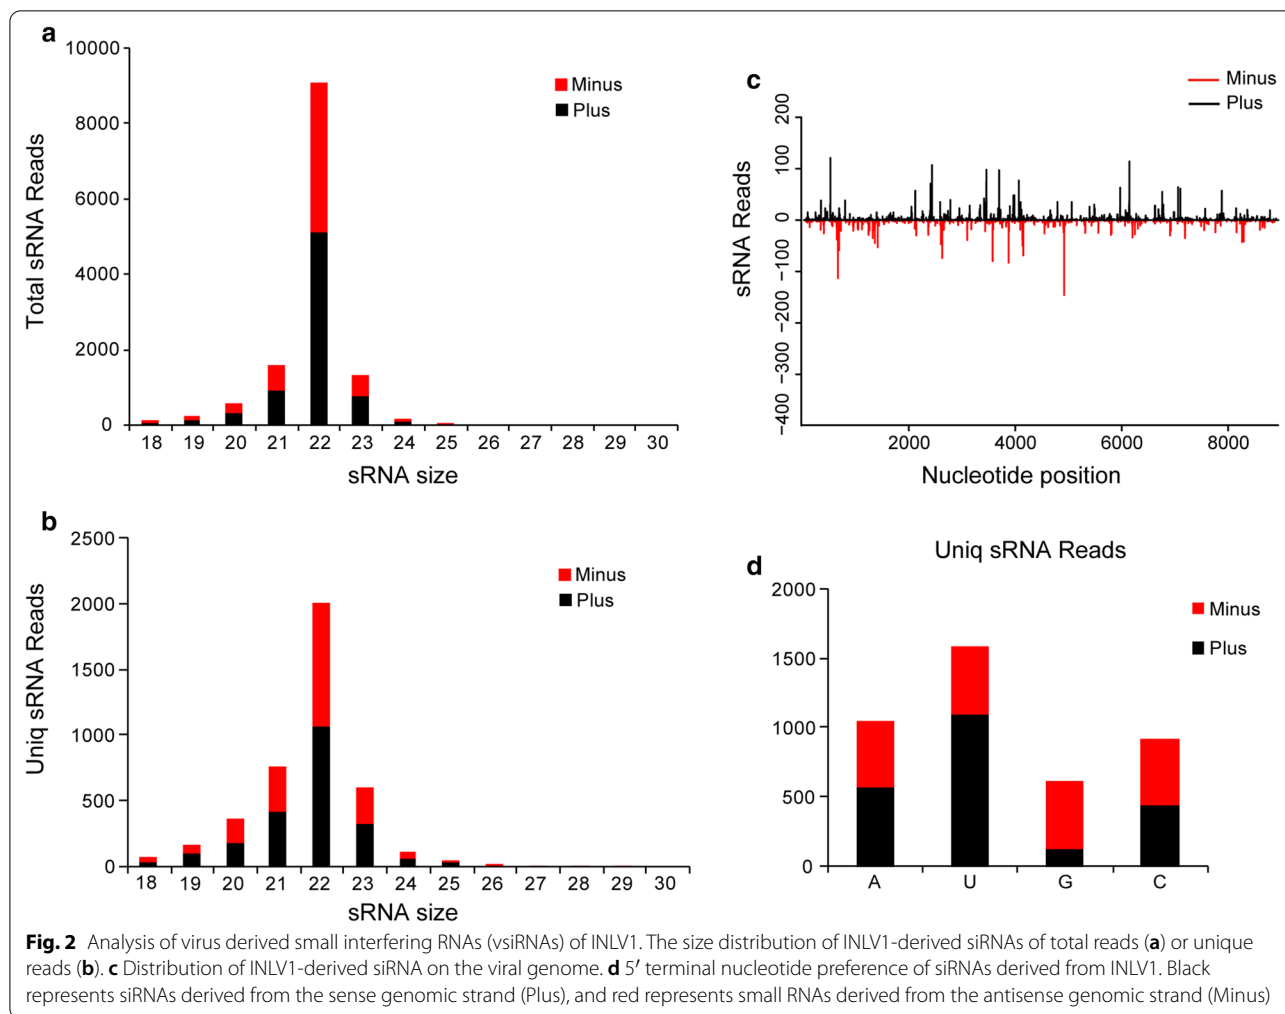 a
10000
8000
6000
4000
2000
0
Total sRNA Reads
Minus
Plus
18 19 20 21 22 23 24 25 26 27 28 29 30
sRNA size
b
2500
2000
1500
1000
500
0
Uniq sRNA Reads
Minus
Plus
18 19 20 21 22 23 24 25 26 27 28 29 30
sRNA size
c
Minus
Plus
200
100
0
−100
−200
−300
−400
sRNA Reads
2000 4000 6000 8000
Nucleotide position
d
Uniq sRNA Reads
2000
1500
1000
500
0
Minus
Plus
A U G C
Fig. 2 Analysis of virus derived small interfering RNAs (vsiRNAs) of INLV1. The size distribution of INLV1-derived siRNAs of total reads (a) or unique
reads (b). c Distribution of INLV1-derived siRNA on the viral genome. d 5′ terminal nucleotide preference of siRNAs derived from INLV1. Black
represents siRNAs derived from the sense genomic strand (Plus), and red represents small RNAs derived from the antisense genomic strand (Minus)